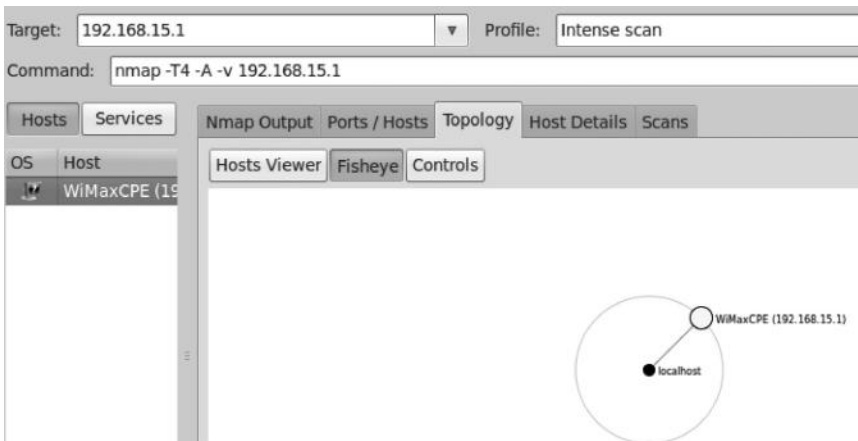 Target: 192.168.15.1 Profile: Intense scan
Command: nmap -T4 -A -v 192.168.15.1
Hosts Services Nmap Output Ports / Hosts Topology Host Details Scans
OS Host Hosts Viewer Fisheye Controls
WiMaxCPE (19
WiMaxCPE (192.168.15.1)
localhost